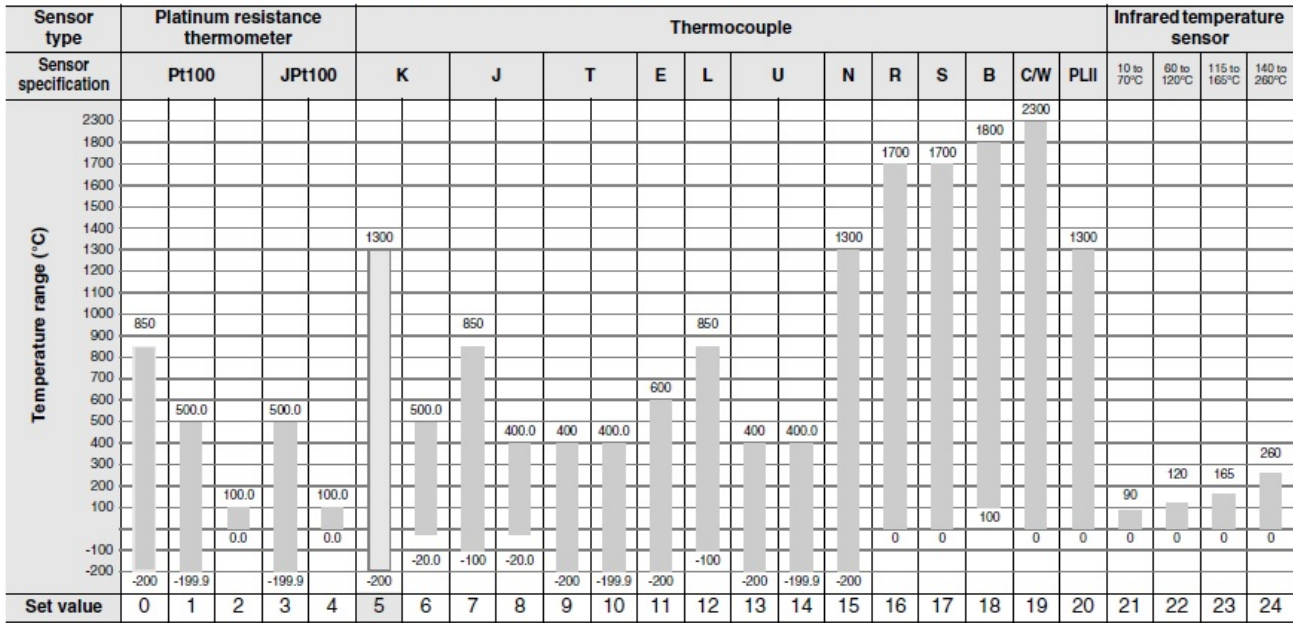 Sensor type Platinum resistance thermometer Thermocouple Infrared temperature sensor
Sensor specification Pt100 JPt100 K J T E L U N R S B C/W PLII 10 to 70°C 60 to 120°C 115 to 165°C 140 to 260°C
Temperature range (°C)
2300 2300
1800 1800
1700 1700 1700
1600
1500
1400
1300 1300 1300 1300
1200
1100
1000
900 850 850 850
800
700
600 600
500 500.0 500.0 500.0
400 400.0 400 400.0 400 400.0
300 260
200 100.0 100.0 120 165
100 90
0.0 0.0 100 0 0 0 0 0 0 0 0
-100 -20.0 -100 -20.0 -100
-200 -200 -199.9 -199.9 -200 -200 -199.9 -200 -200 -199.9 -200
Set value 0 1 2 3 4 5 6 7 8 9 10 11 12 13 14 15 16 17 18 19 20 21 22 23 24